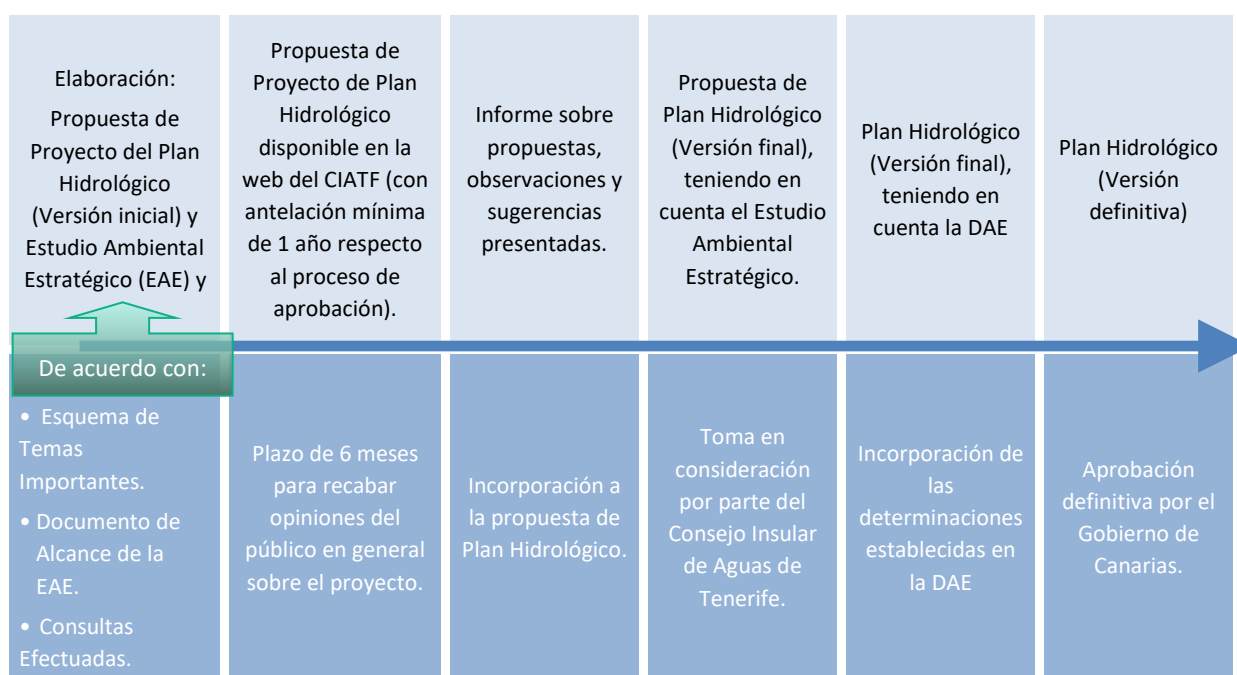 Elaboración:
Propuesta de
Proyecto del Plan
Hidrológico
(Versión inicial) y
Estudio Ambiental
Estratégico (EAE) y
De acuerdo con:
• Esquema de
Temas
Importantes.
• Documento de
Alcance de la
EAE.
• Consultas
Efectuadas.
Propuesta de
Proyecto de Plan
Hidrológico
disponible en la
web del CIATF (con
antelación mínima
de 1 año respecto
al proceso de
aprobación).
Plazo de 6 meses
para recabar
opiniones del
público en general
sobre el proyecto.
Informe sobre
propuestas,
observaciones y
sugerencias
presentadas.
Incorporación a
la propuesta de
Plan Hidrológico.
Propuesta de
Plan Hidrológico
(Versión final),
teniendo en
cuenta el Estudio
Ambiental
Estratégico.
Toma en
consideración
por parte del
Consejo Insular
de Aguas de
Tenerife.
Plan Hidrológico
(Versión final),
teniendo en
cuenta la DAE
Incorporación de
las
determinaciones
establecidas en
la DAE
Plan Hidrológico
(Versión
definitiva)
Aprobación
definitiva por el
Gobierno de
Canarias.